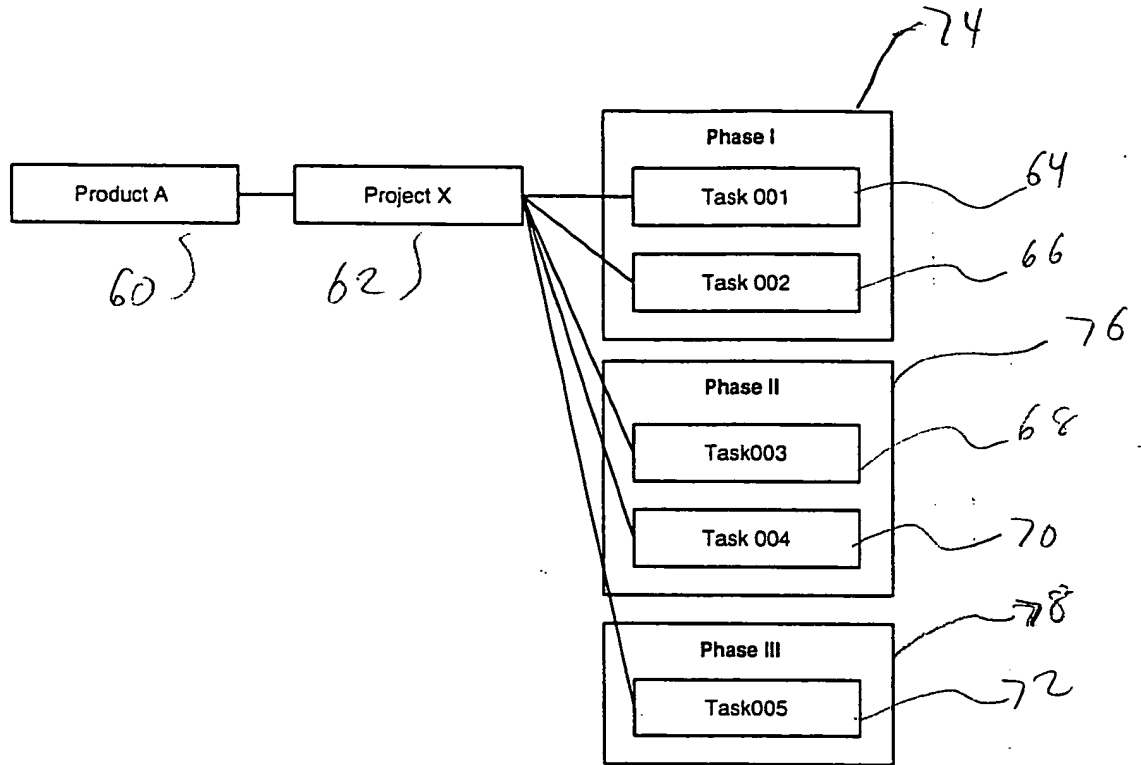 74
Phase I
Product A
Project X
Task 001
64
60
62
Task 002
66
76
Phase II
Task003
68
Task 004
70
Phase III
78
Task005
72